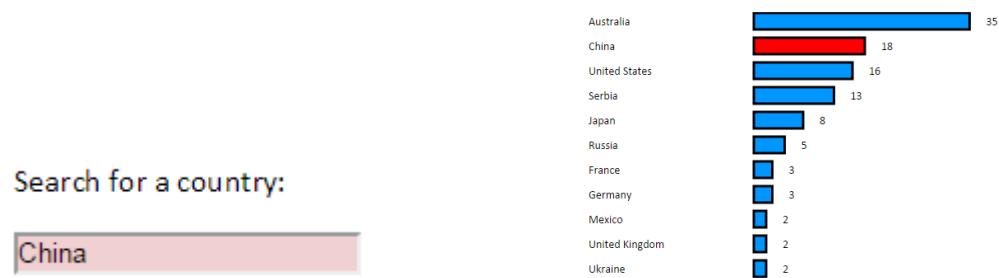 Search for a country:
China
Australia 35
China 18
United States 16
Serbia 13
Japan 8
Russia 5
France 3
Germany 3
Mexico 2
United Kingdom 2
Ukraine 2